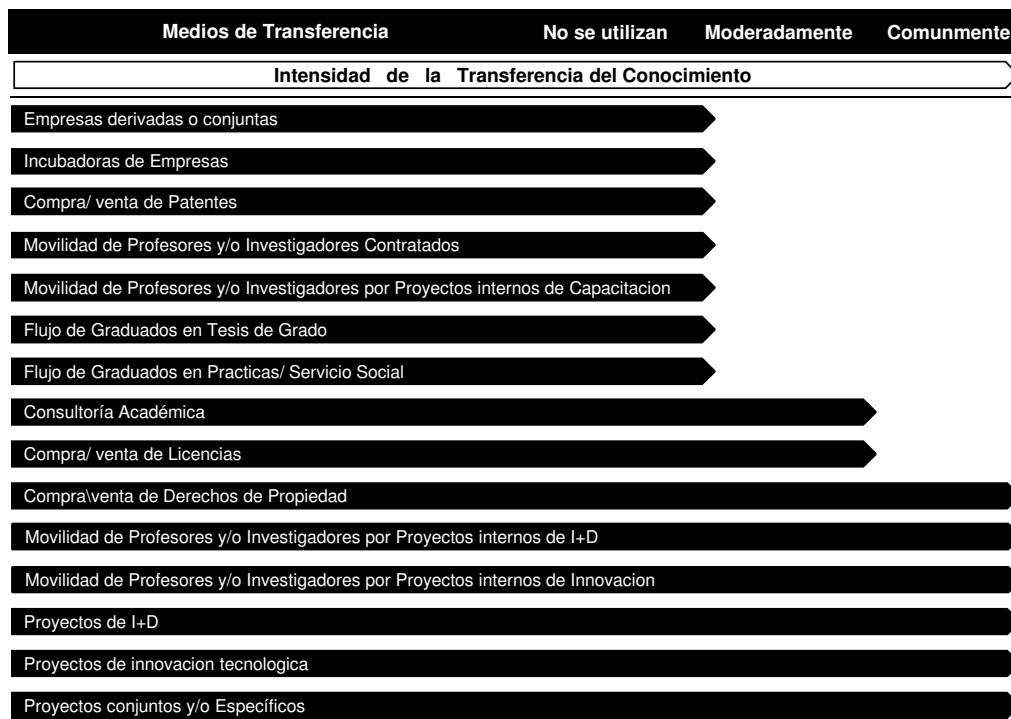 Medios de Transferencia No se utilizan Moderadamente Comunmente
Intensidad de la Transferencia del Conocimiento
Empresas derivadas o conjuntas
Incubadoras de Empresas
Compra/ venta de Patentes
Movilidad de Profesores y/o Investigadores Contratados
Movilidad de Profesores y/o Investigadores por Proyectos internos de Capacitacion
Flujo de Graduados en Tesis de Grado
Flujo de Graduados en Practicas/ Servicio Social
Consultoría Académica
Compra/ venta de Licencias
Compra\venta de Derechos de Propiedad
Movilidad de Profesores y/o Investigadores por Proyectos internos de I+D
Movilidad de Profesores y/o Investigadores por Proyectos internos de Innovacion
Proyectos de I+D
Proyectos de innovacion tecnologica
Proyectos conjuntos y/o Específicos